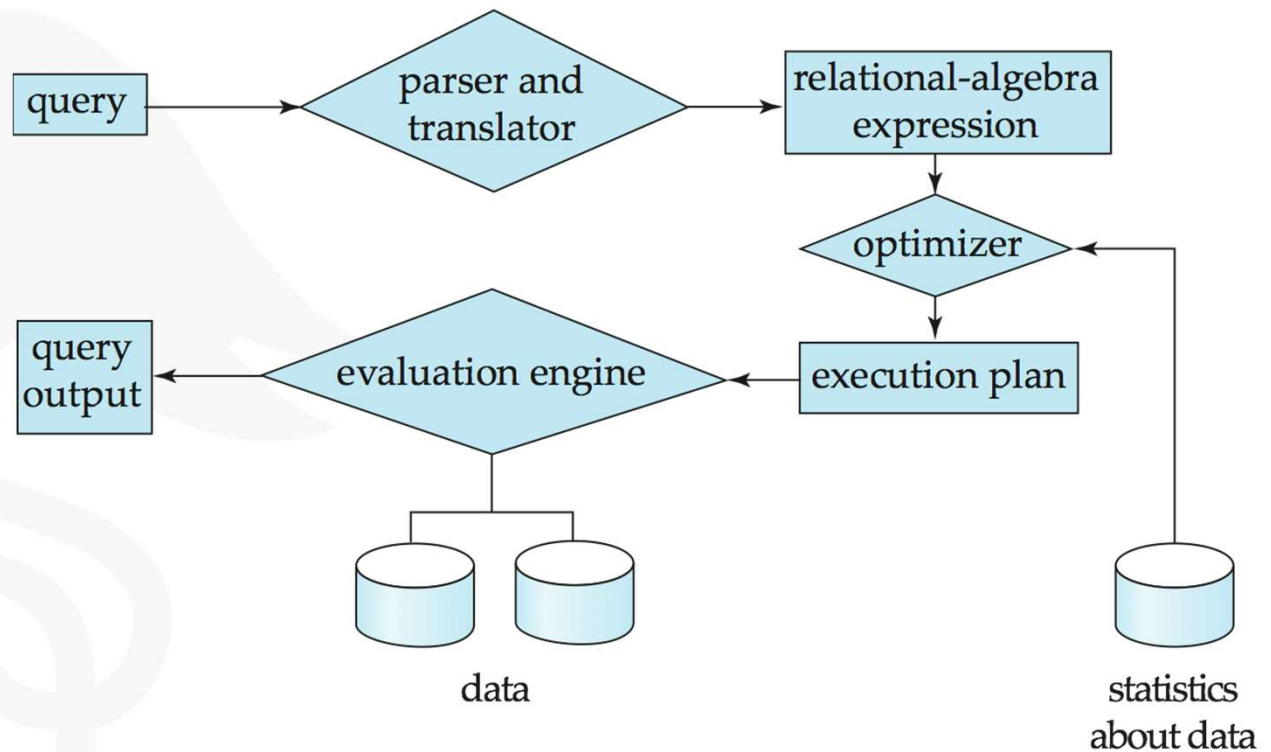 query
parser and
translator
relational-algebra
expression
optimizer
query
output
evaluation engine
execution plan
data
statistics
about data